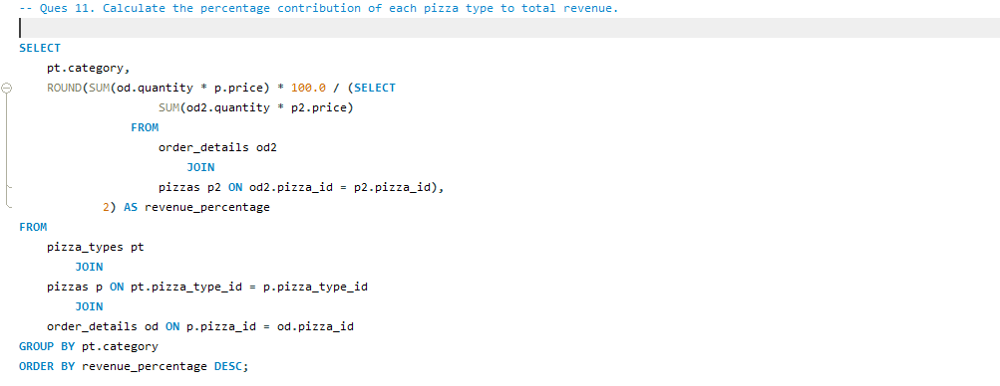 -- Ques 11. Calculate the percentage contribution of each pizza type to total revenue.
SELECT
    pt.category,
    ROUND(SUM(od.quantity * p.price) * 100.0 / (SELECT
                    SUM(od2.quantity * p2.price)
                FROM
                    order_details od2
                        JOIN
                    pizzas p2 ON od2.pizza_id = p2.pizza_id),
            2) AS revenue_percentage
FROM
    pizza_types pt
        JOIN
    pizzas p ON pt.pizza_type_id = p.pizza_type_id
        JOIN
    order_details od ON p.pizza_id = od.pizza_id
GROUP BY pt.category
ORDER BY revenue_percentage DESC;